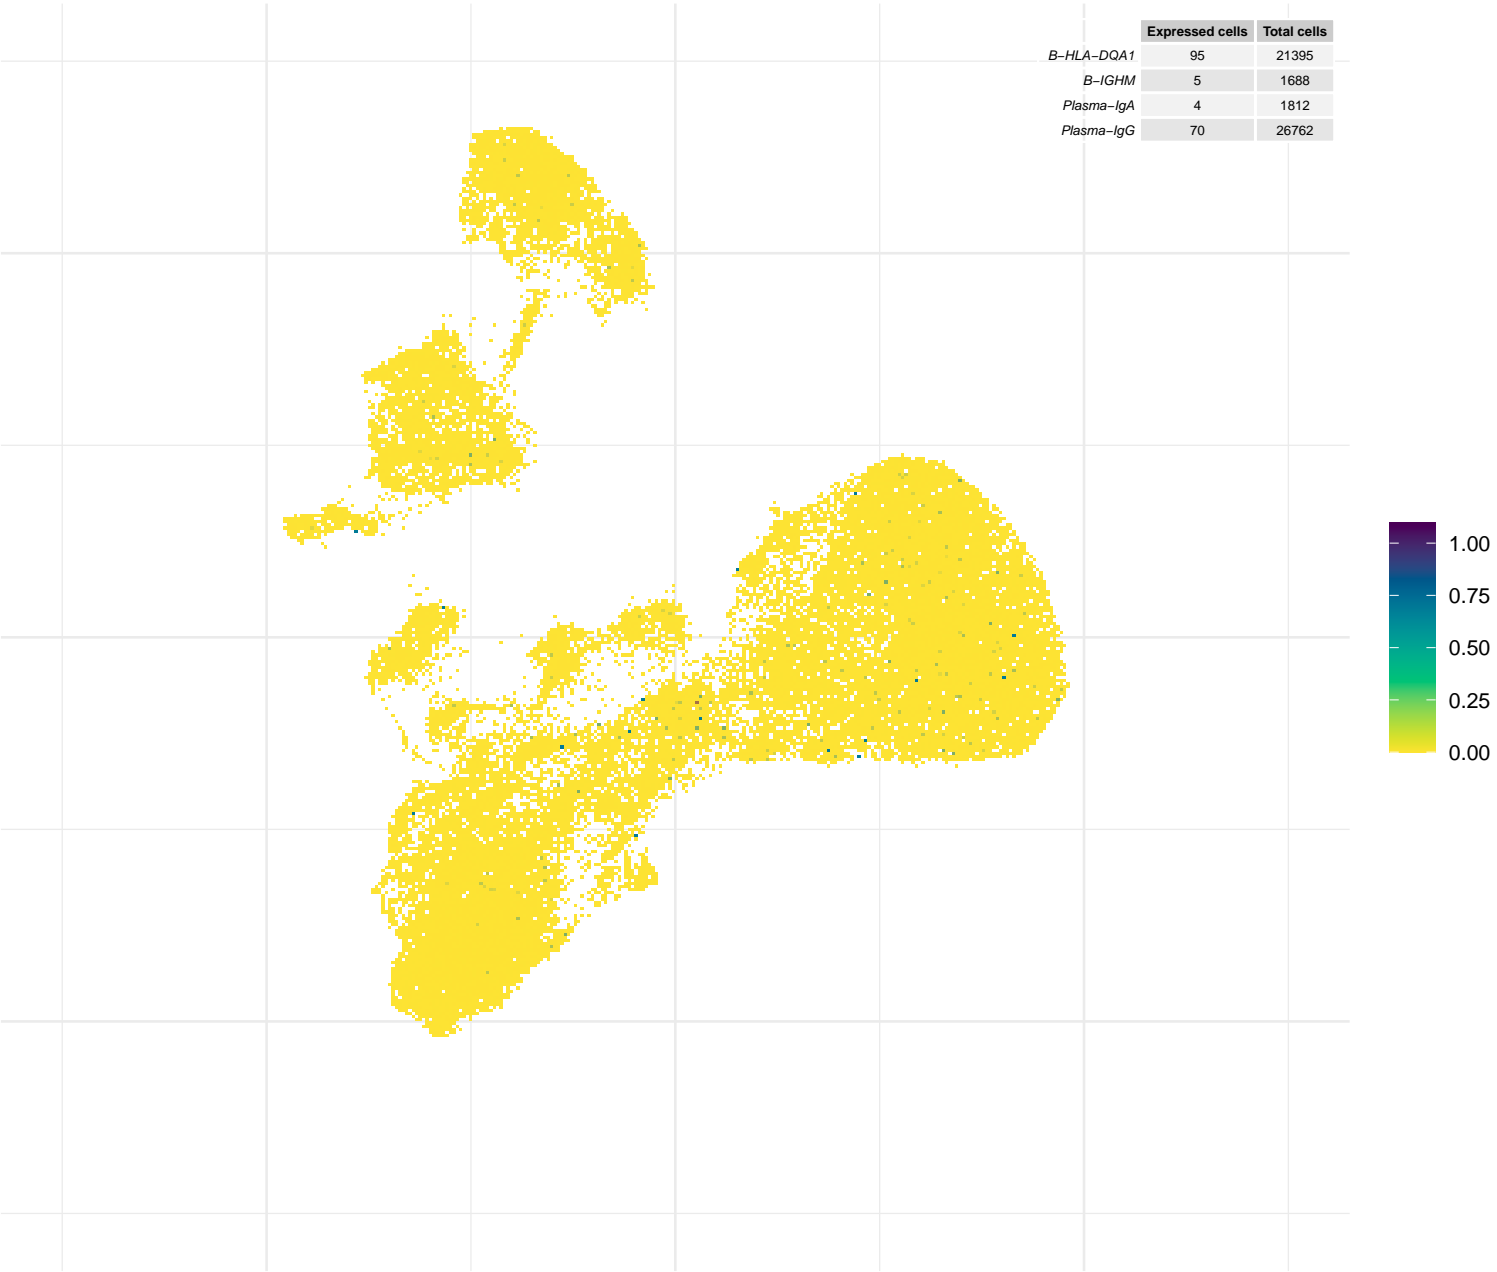 Expressed cells Total cells
B−HLA−DQA1 95 21395
B−IGHM 5 1688
Plasma−IgA 4 1812
Plasma−IgG 70 26762
1.00
0.75
0.50
0.25
0.00